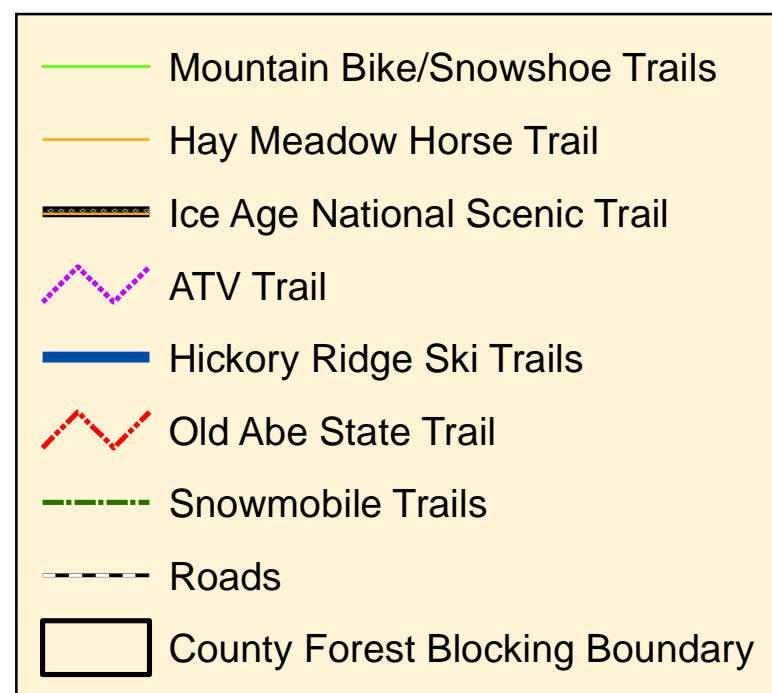 Mountain Bike/Snowshoe Trails
Hay Meadow Horse Trail
Ice Age National Scenic Trail
ATV Trail
Hickory Ridge Ski Trails
Old Abe State Trail
Snowmobile Trails
Roads
County Forest Blocking Boundary